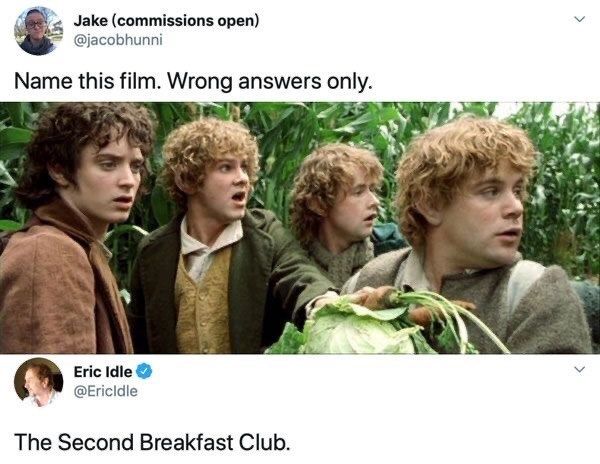 Jake (commissions open)
@jacobhunni
Name this film. Wrong answers only.
Eric Idle
@EricIdle
The Second Breakfast Club.